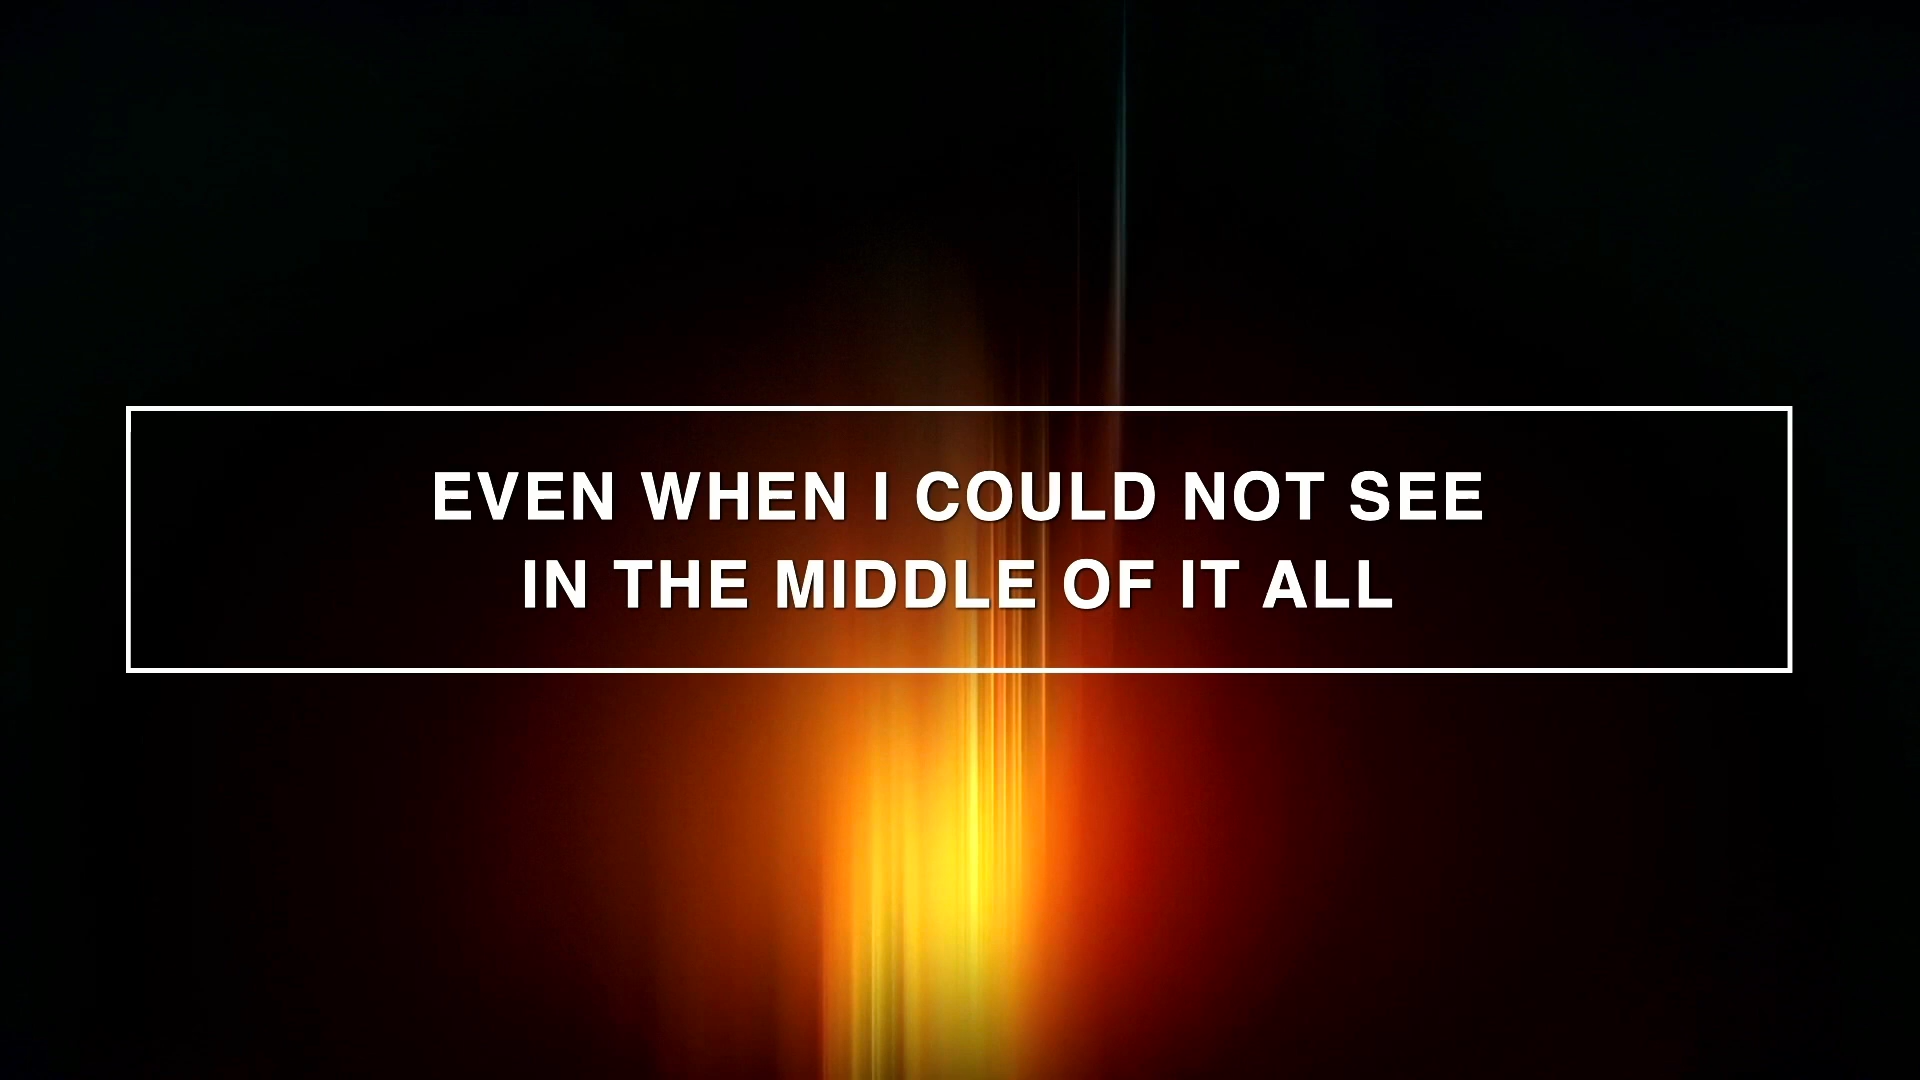 EVEN WHEN I COULD NOT SEE
IN THE MIDDLE OF IT ALL